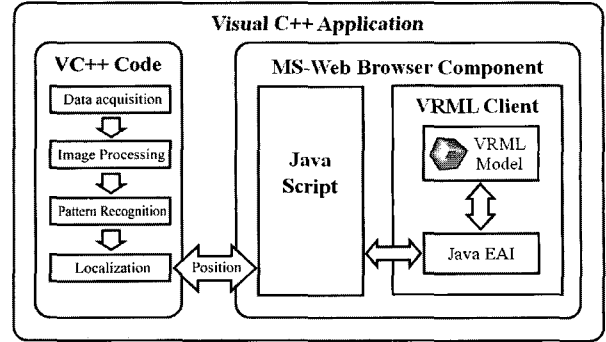 Visual C++ Application
VC++ Code
Data acquisition
Image Processing
Pattern Recognition
Localization
Position
MS-Web Browser Component
Java
Script
VRML Client
VRML
Model
Java EAI